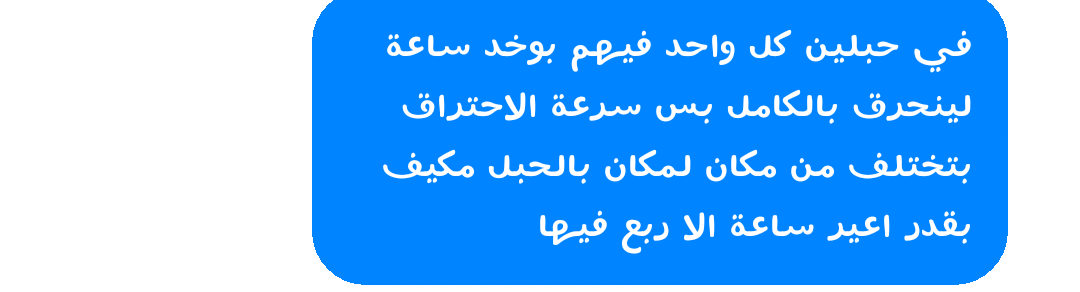 في حبلين كل واحد فيهم بوخد ساعة
لينحرق بالكامل بس سرعة الاحتراق
بتختلف من مكان لمكان بالحبل مكيف
بقدر اعير ساعة الا ربع فيها